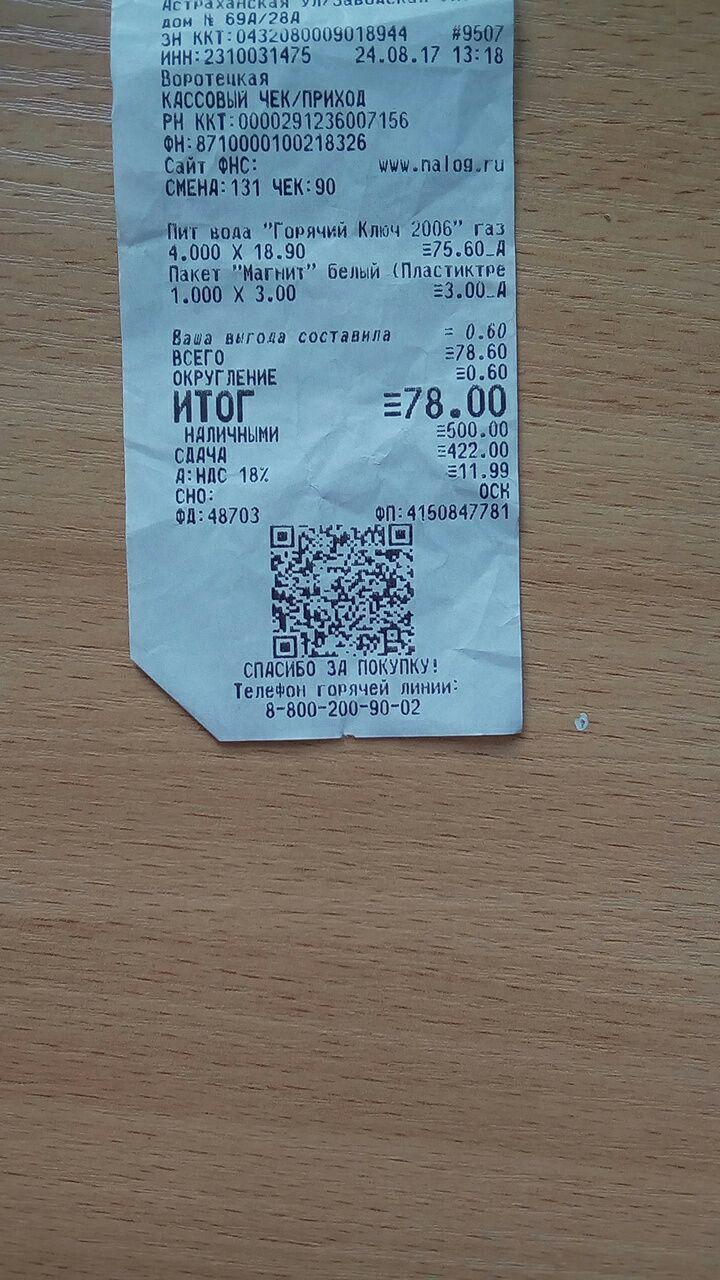 Астраханская Ул/Заводская
дом № 69А/28А
ЗН ККТ:0432080009018944 #9507
ИНН:2310031475 24.08.17 13:18
Воротецкая
КАССОВЫЙ ЧЕК/ПРИХОД
РН ККТ:0000291236007156
ФН:8710000100218326
Сайт ФНС: www.nalog.ru
СМЕНА:131 ЧЕК:90
Пит вода "Горячий Ключ 2006" газ
4.000 X 18.90 ≡75.60_А
Пакет "Магнит" белый (Пластиктре
1.000 X 3.00 ≡3.00_А
Ваша выгода составила = 0.60
ВСЕГО ≡78.60
ОКРУГЛЕНИЕ ≡0.60
ИТОГ ≡78.00
НАЛИЧНЫМИ ≡500.00
СДАЧА ≡422.00
А:НДС 18% ≡11.99
СНО: ОСН
ФД:48703 ФП:4150847781
СПАСИБО ЗА ПОКУПКУ!
Телефон горячей линии:
8-800-200-90-02